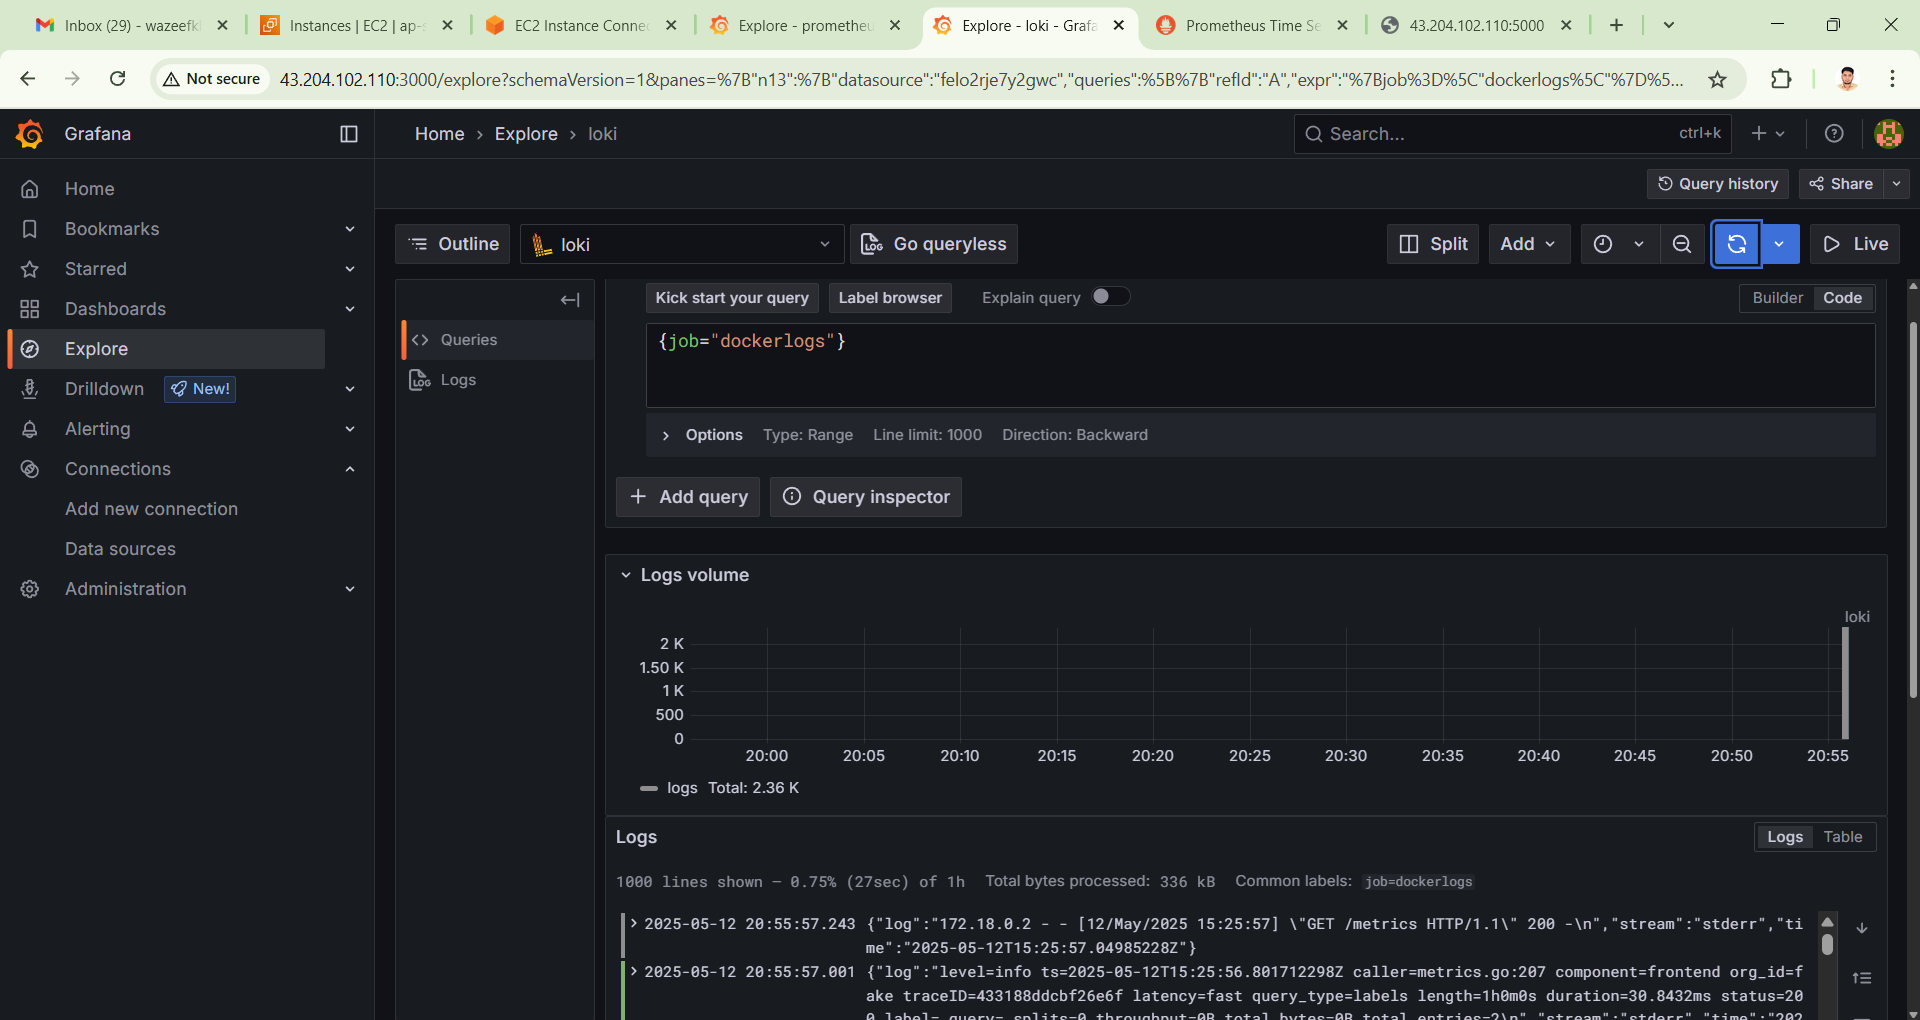 Inbox (29) - wazeefkl
Instances | EC2 | ap-s
EC2 Instance Connec
Explore - prometheu
Explore - loki - Grafa
Prometheus Time Se
43.204.102.110:5000
Not secure
43.204.102.110:3000/explore?schemaVersion=1&panes=%7B"n13":%7B"datasource":"felo2rje7y2gwc","queries":%5B%7B"refId":"A","expr":"%7Bjob%3D%5C"dockerlogs%5C"%7D%5...
Grafana
Home › Explore › loki
Search...
ctrl+k
Query history
Share
Home
Bookmarks
Starred
Dashboards
Explore
Drilldown
New!
Alerting
Connections
Add new connection
Data sources
Administration
Outline
loki
Go queryless
Split
Add
Live
Queries
Logs
Kick start your query
Label browser
Explain query
Builder
Code
{job="dockerlogs"}
Options Type: Range Line limit: 1000 Direction: Backward
+ Add query
Query inspector
Logs volume
loki
2 K
1.50 K
1 K
500
0
20:00 20:05 20:10 20:15 20:20 20:25 20:30 20:35 20:40 20:45 20:50 20:55
logs Total: 2.36 K
Logs
Logs Table
1000 lines shown — 0.75% (27sec) of 1h Total bytes processed: 336 kB Common labels: job=dockerlogs
2025-05-12 20:55:57.243 {"log":"172.18.0.2 - - [12/May/2025 15:25:57] \"GET /metrics HTTP/1.1\" 200 -\n","stream":"stderr","ti
me":"2025-05-12T15:25:57.04985228Z"}
2025-05-12 20:55:57.001 {"log":"level=info ts=2025-05-12T15:25:56.801712298Z caller=metrics.go:207 component=frontend org_id=f
ake traceID=433188ddcbf26e6f latency=fast query_type=labels length=1h0m0s duration=30.8432ms status=20
0 label= query= splits=0 throughput=0B total_bytes=0B total_entries=2\n","stream":"stderr","time":"202